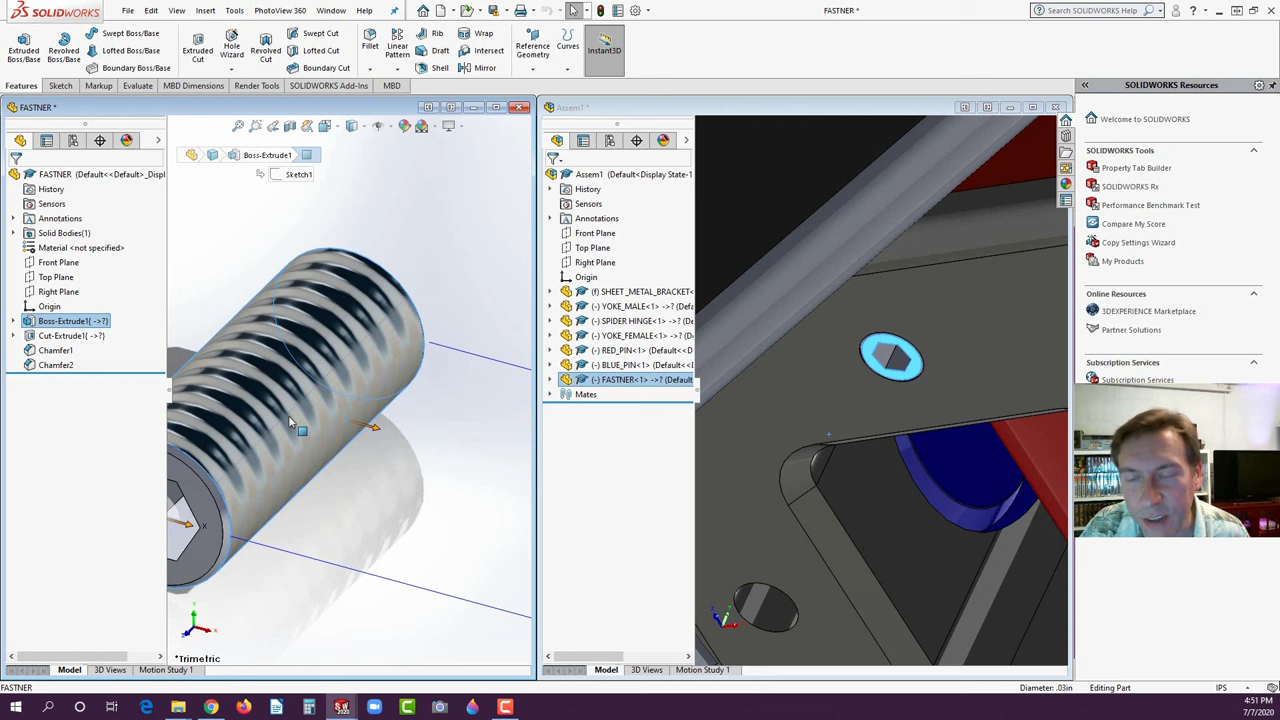 SOLIDWORKS
File Edit View Insert Tools PhotoView 360 Window Help
FASTNER *
Search SOLIDWORKS Help
Extruded Boss/Base
Revolved Boss/Base
Swept Boss/Base
Lofted Boss/Base
Boundary Boss/Base
Extruded Cut
Hole Wizard
Revolved Cut
Swept Cut
Lofted Cut
Boundary Cut
Fillet
Linear Pattern
Rib
Draft
Shell
Wrap
Intersect
Mirror
Reference Geometry
Curves
Instant3D
Features Sketch Markup Evaluate MBD Dimensions Render Tools SOLIDWORKS Add-Ins MBD
FASTNER *
FASTNER (Default<<Default>_Displ
History
Sensors
Annotations
Solid Bodies(1)
Material <not specified>
Front Plane
Top Plane
Right Plane
Origin
Boss-Extrude1{ ->?}
Cut-Extrude1{ ->?}
Chamfer1
Chamfer2
Boss-Extrude1
Sketch1
X
*Trimetric
Model 3D Views Motion Study 1
Assem1 *
Assem1 (Default<Display State-1
History
Sensors
Annotations
Front Plane
Top Plane
Right Plane
Origin
(f) SHEET_METAL_BRACKET<
(-) YOKE_MALE<1> ->? (Def
(-) SPIDER HINGE<1> (Defa
(-) YOKE_FEMALE<1> (Defa
(-) RED_PIN<1> (Default<<D
(-) BLUE_PIN<1> (Default<<
(-) FASTNER<1> ->? (Default
Mates
Model 3D Views Motion Study 1
SOLIDWORKS Resources
Welcome to SOLIDWORKS
SOLIDWORKS Tools
Property Tab Builder
SOLIDWORKS Rx
Performance Benchmark Test
Compare My Score
Copy Settings Wizard
My Products
Online Resources
3DEXPERIENCE Marketplace
Partner Solutions
Subscription Services
Certified SOLIDWORKS
FASTNER
Diameter: .03in
Editing Part
IPS
4:51 PM
7/7/2020